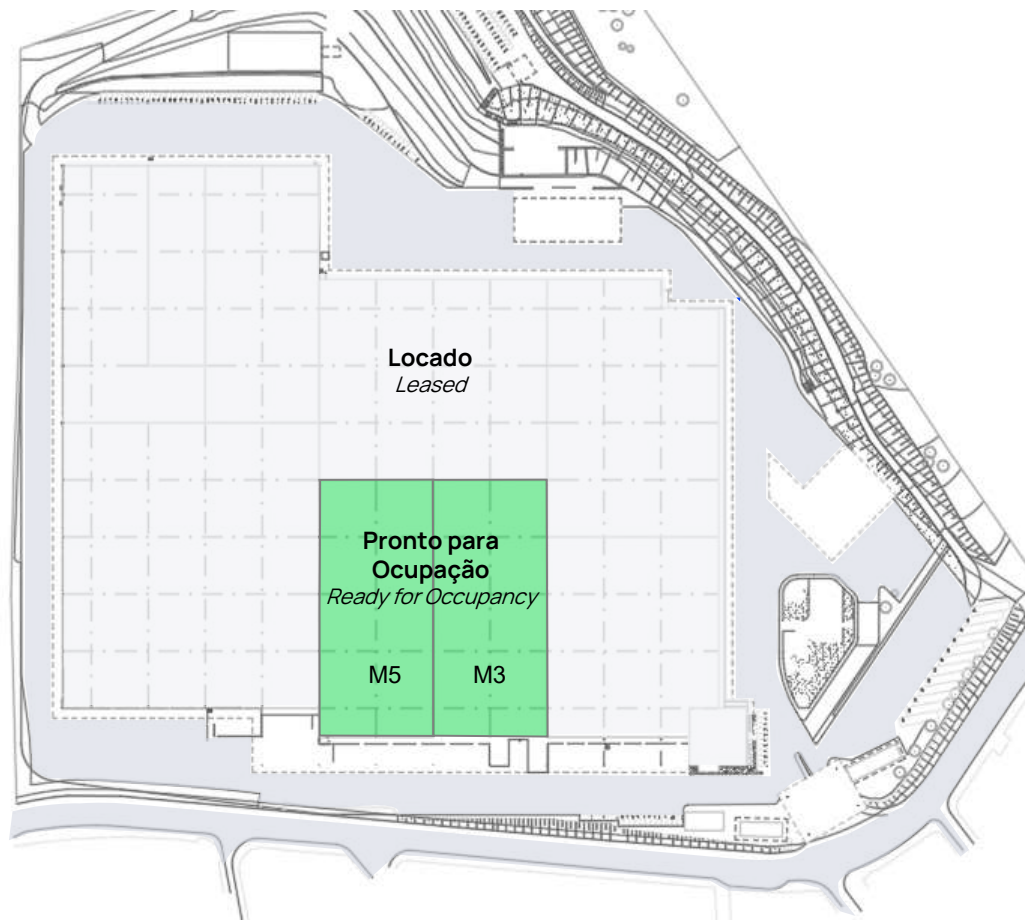 Locado
Leased
Pronto para
Ocupação
Ready for Occupancy
M5
M3